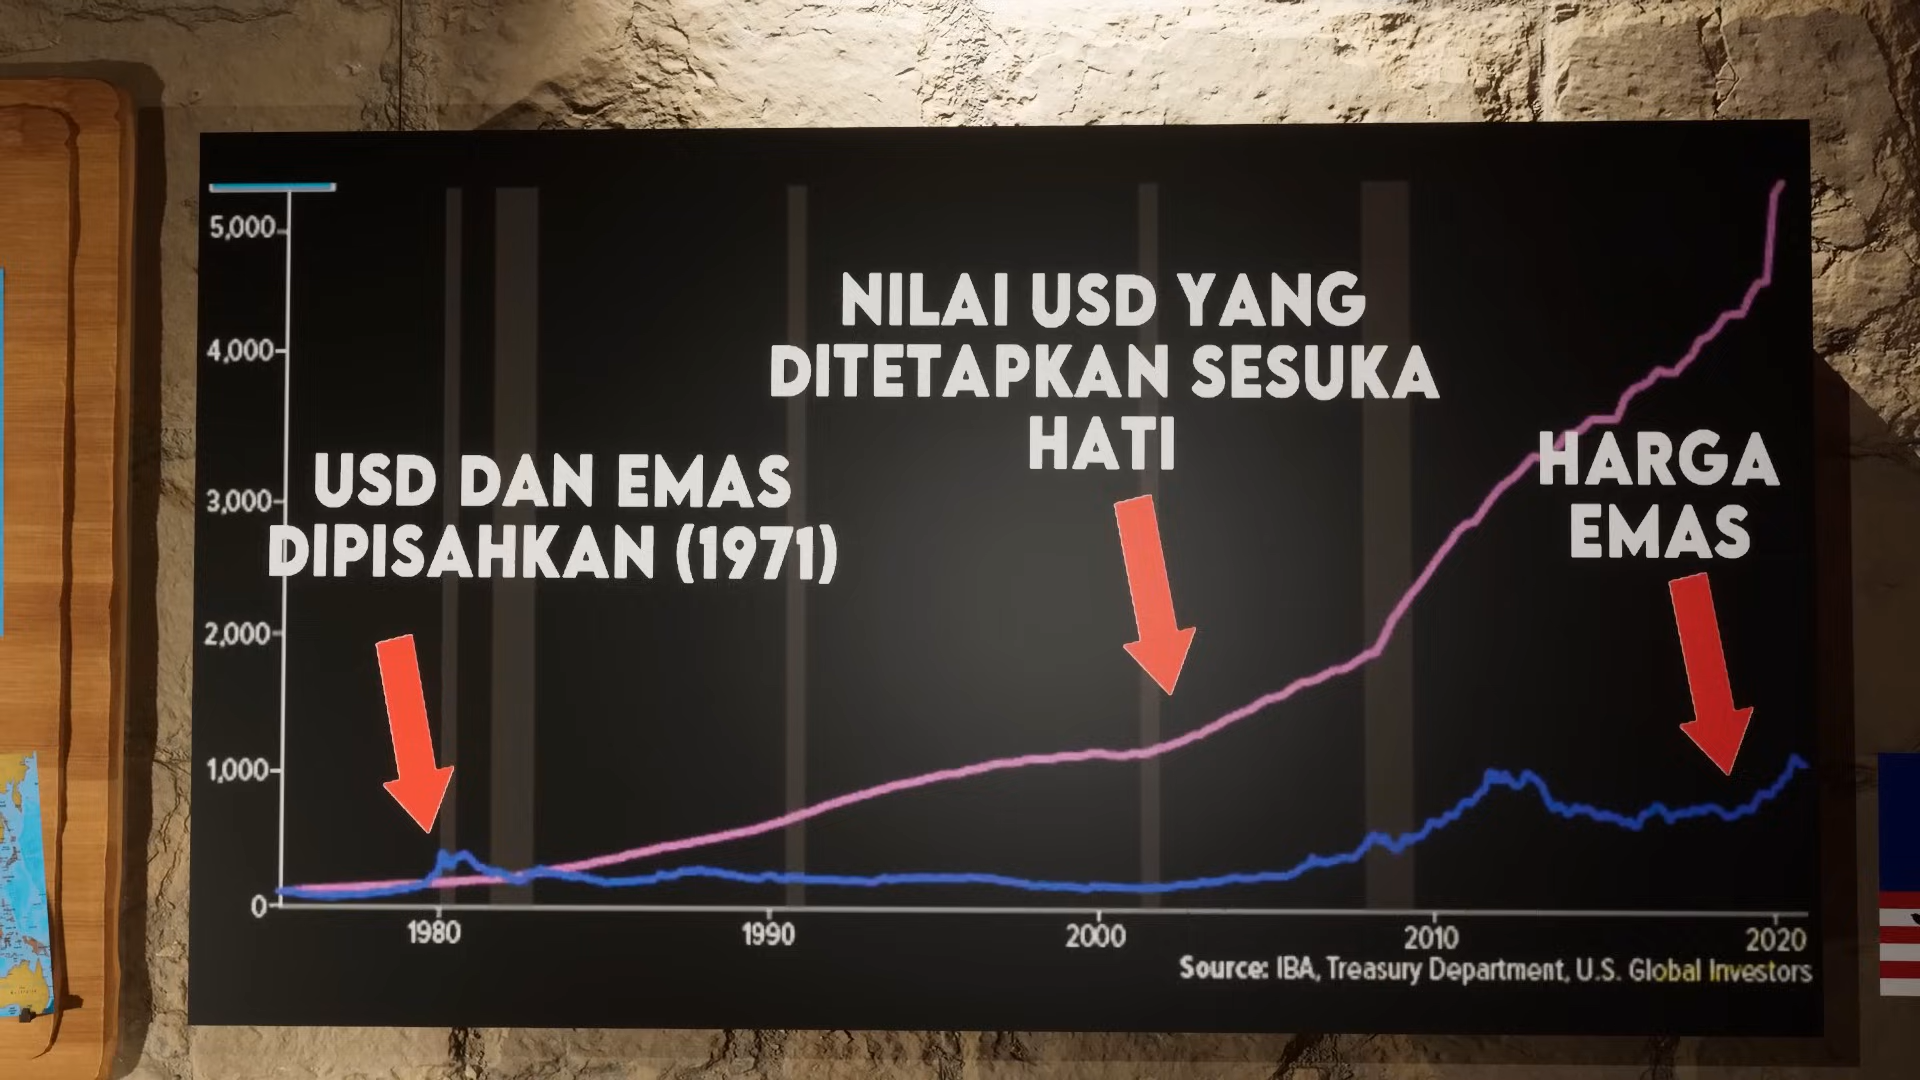 5,000
4,000
3,000
2,000
1,000
0
USD DAN EMAS
DIPISAHKAN (1971)
NILAI USD YANG
DITETAPKAN SESUKA
HATI
HARGA
EMAS
1980
1990
2000
2010
2020
Source: IBA, Treasury Department, U.S. Global Investors